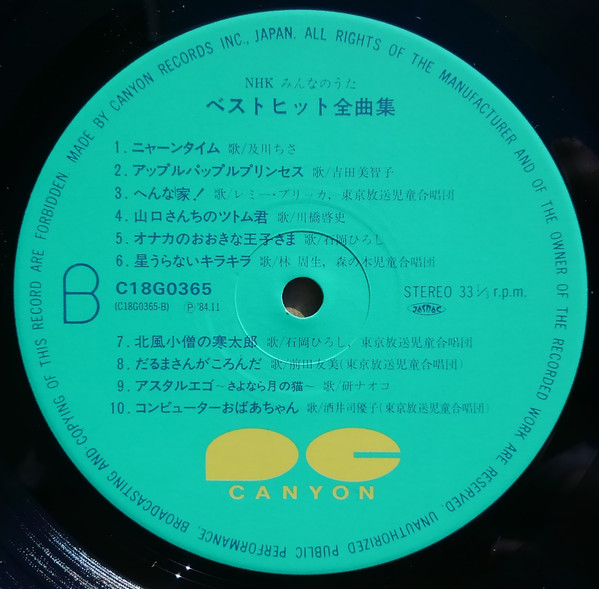 MADE BY CANYON RECORDS INC., JAPAN. ALL RIGHTS OF THE MANUFACTURER AND OF THE OWNER OF THE RECORDED WORK ARE RESERVED. UNAUTHORIZED PUBLIC PERFORMANCE, BROADCASTING AND COPYING OF THIS RECORD ARE FORBIDDEN
NHK みんなのうた
ベストヒット全曲集
1. ニャーンタイム 歌/及川ちさ
2. アップルパップルプリンセス 歌/吉田美智子
3. へんな家! 歌/レミー・ブリッカ、東京放送児童合唱団
4. 山口さんちのツトム君 歌/川橋啓史
5. オナカのおおきな王子さま 歌/石岡ひろし
6. 星うらないキラキラ 歌/林 周生, 森の木児童合唱団
B
C18G0365
(C18G0365-B) Ⓟ'84.11
STEREO 33⅓ r.p.m.
JASRAC
7. 北風小僧の寒太郎 歌/石岡ひろし、東京放送児童合唱団
8. だるまさんがころんだ 歌/前田友美(東京放送児童合唱団)
9. アスタルエゴ〜さよなら月の猫〜 歌/研ナオコ
10. コンピューターおばあちゃん 歌/酒井司優子(東京放送児童合唱団)
CANYON